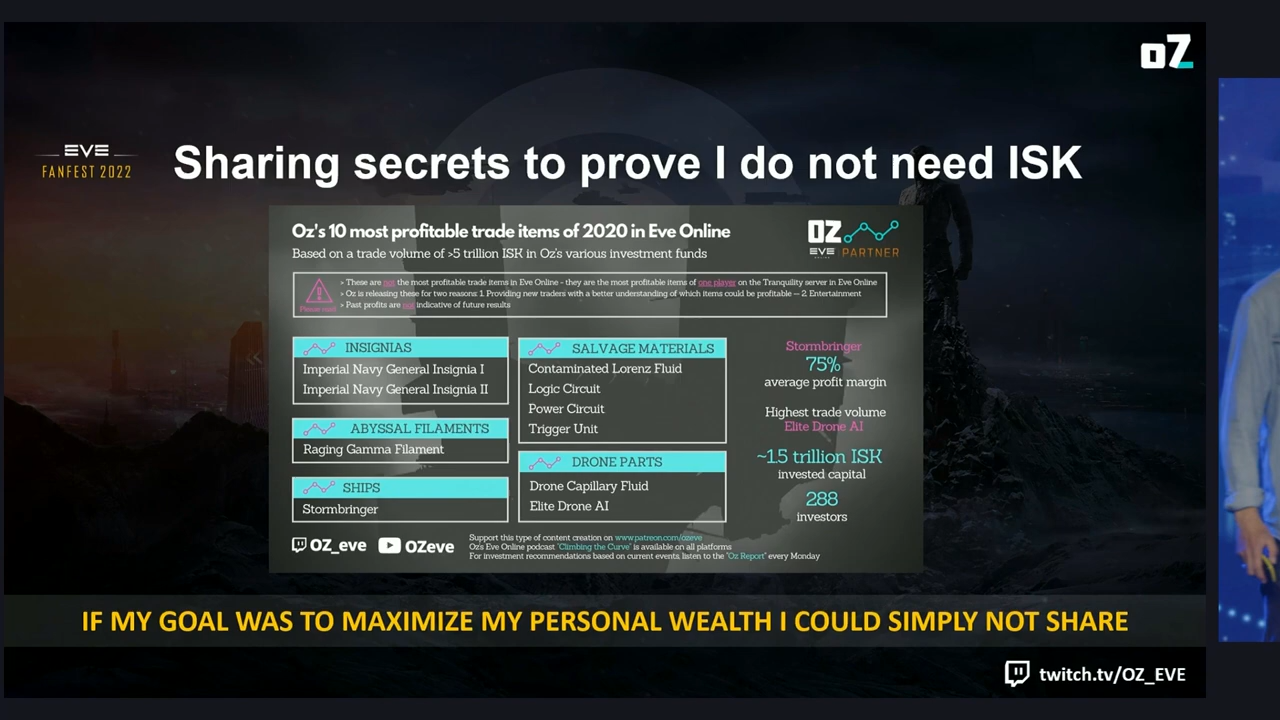 oZ
EVE
FANFEST 2022
Sharing secrets to prove I do not need ISK
Oz's 10 most profitable trade items of 2020 in Eve Online
Based on a trade volume of >5 trillion ISK in Oz's various investment funds
OZ
EVE
PARTNER
> These are not the most profitable trade items in Eve Online - they are the most profitable items of one player on the Tranquility server in Eve Online
> Oz is releasing these for two reasons: 1. Providing new traders with a better understanding of which items could be profitable — 2. Entertainment
> Past profits are not indicative of future results
INSIGNIAS
Imperial Navy General Insignia I
Imperial Navy General Insignia II
ABYSSAL FILAMENTS
Raging Gamma Filament
SHIPS
Stormbringer
SALVAGE MATERIALS
Contaminated Lorenz Fluid
Logic Circuit
Power Circuit
Trigger Unit
DRONE PARTS
Drone Capillary Fluid
Elite Drone AI
Stormbringer
75%
average profit margin
Highest trade volume
Elite Drone AI
~1.5 trillion ISK
invested capital
288
investors
OZ_eve OZeve
Support this type of content creation on www.patreon.com/ozeve
Oz's Eve Online podcast "Climbing the Curve" is available on all platforms
For investment recommendations based on current events, listen to the "Oz Report" every Monday
IF MY GOAL WAS TO MAXIMIZE MY PERSONAL WEALTH I COULD SIMPLY NOT SHARE
twitch.tv/OZ_EVE